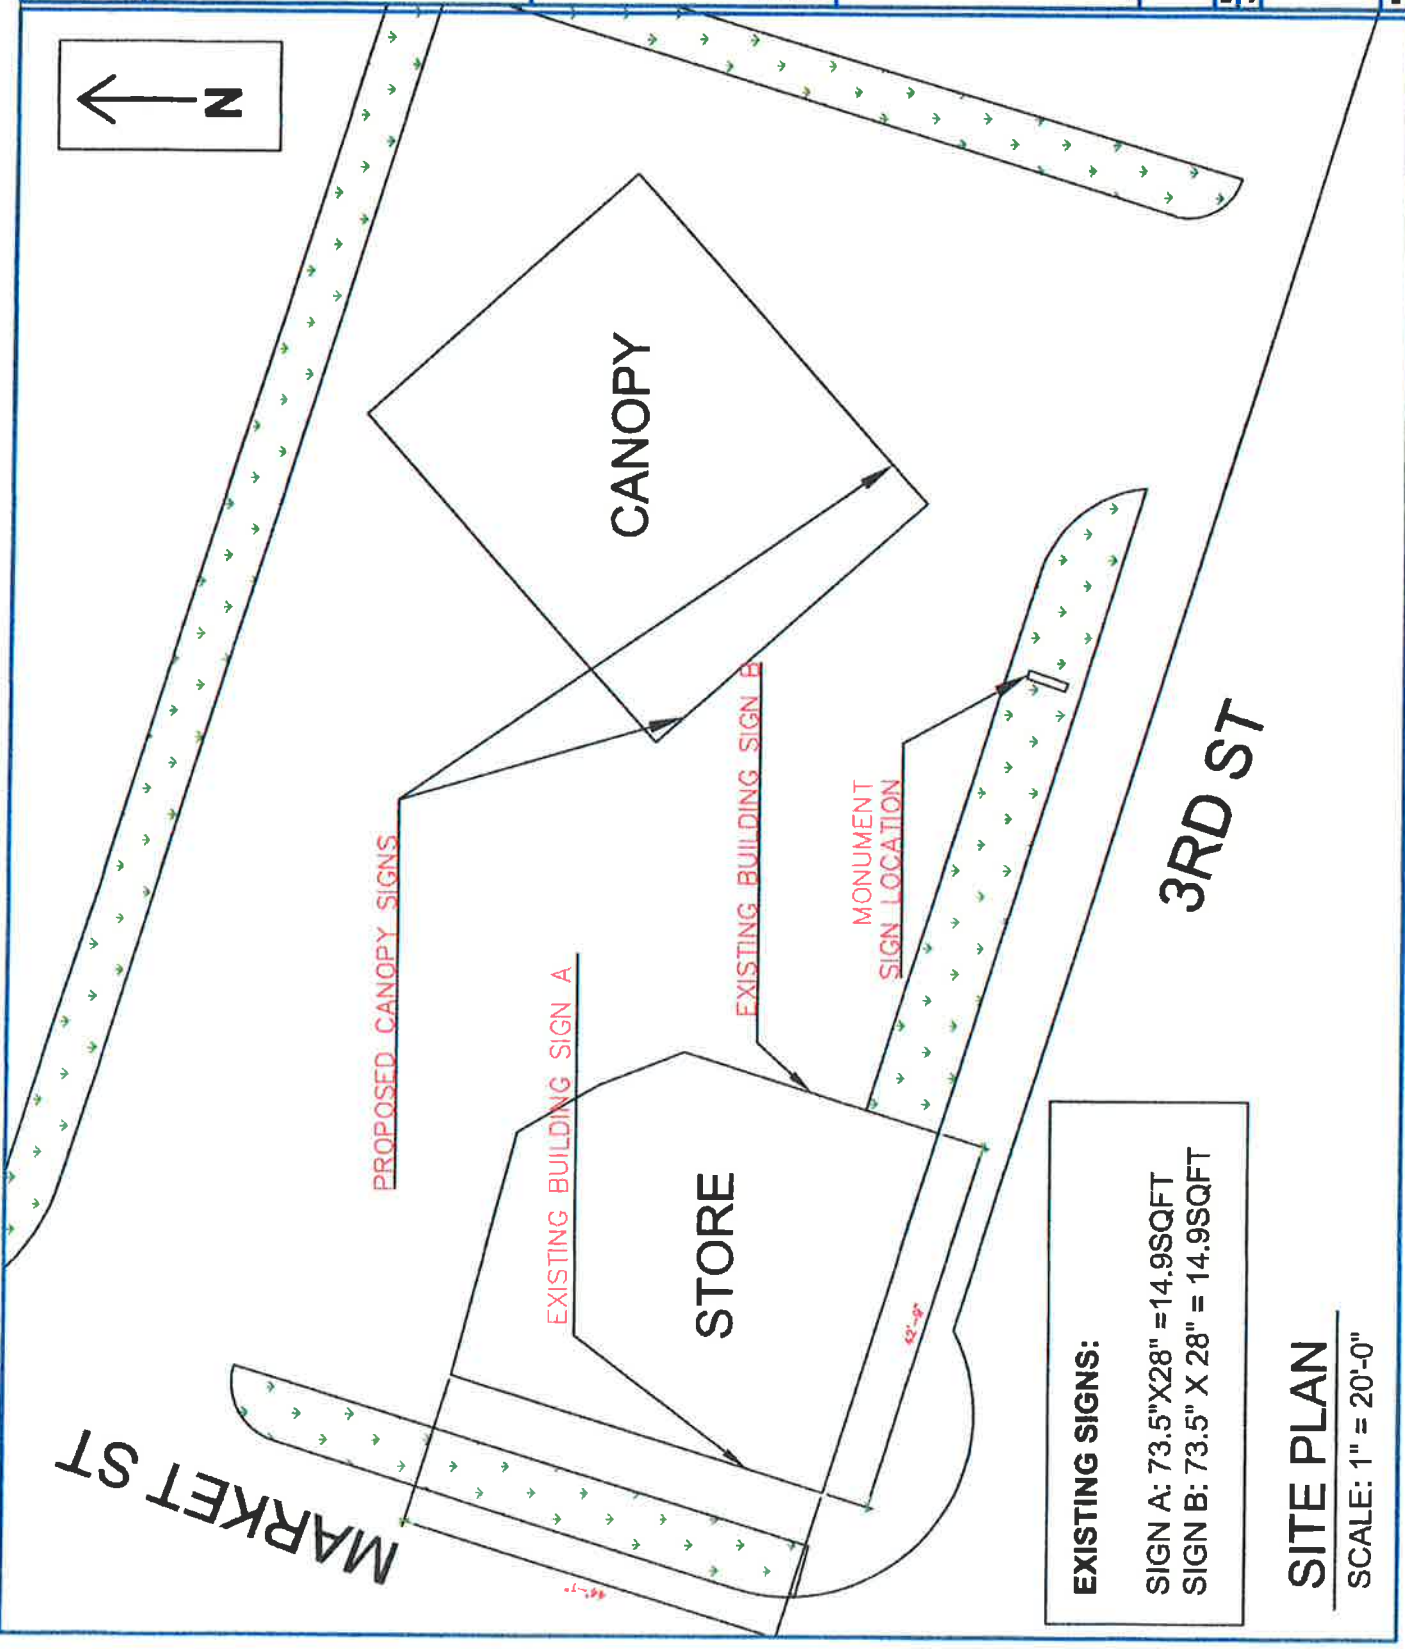 N
MARKET ST
PROPOSED CANOPY SIGNS
CANOPY
EXISTING BUILDING SIGN A
STORE
EXISTING BUILDING SIGN B
MONUMENT
SIGN LOCATION
42'-9"
3RD ST
EXISTING SIGNS:
SIGN A: 73.5"X28" =14.9SQFT
SIGN B: 73.5" X 28" = 14.9SQFT
SITE PLAN
SCALE: 1" = 20'-0"